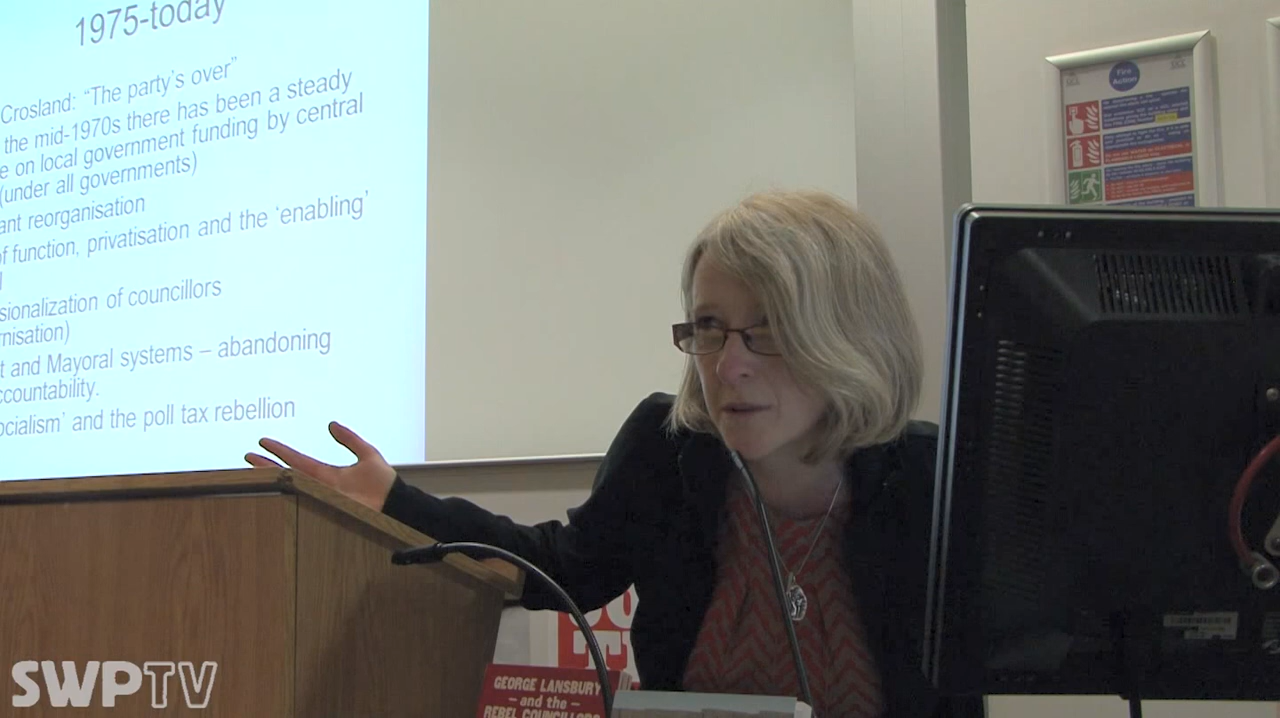 1975-today
Crosland: “The party’s over”
the mid-1970s there has been a steady
e on local government funding by central
(under all governments)
ant reorganisation
f function, privatisation and the ‘enabling’
l
sionalization of councillors
rnisation)
t and Mayoral systems – abandoning
ccountability.
ocialism’ and the poll tax rebellion
Fire
Action
GEORGE LANSBURY
– and the –
REBEL COUNCILLORS
SWPTV